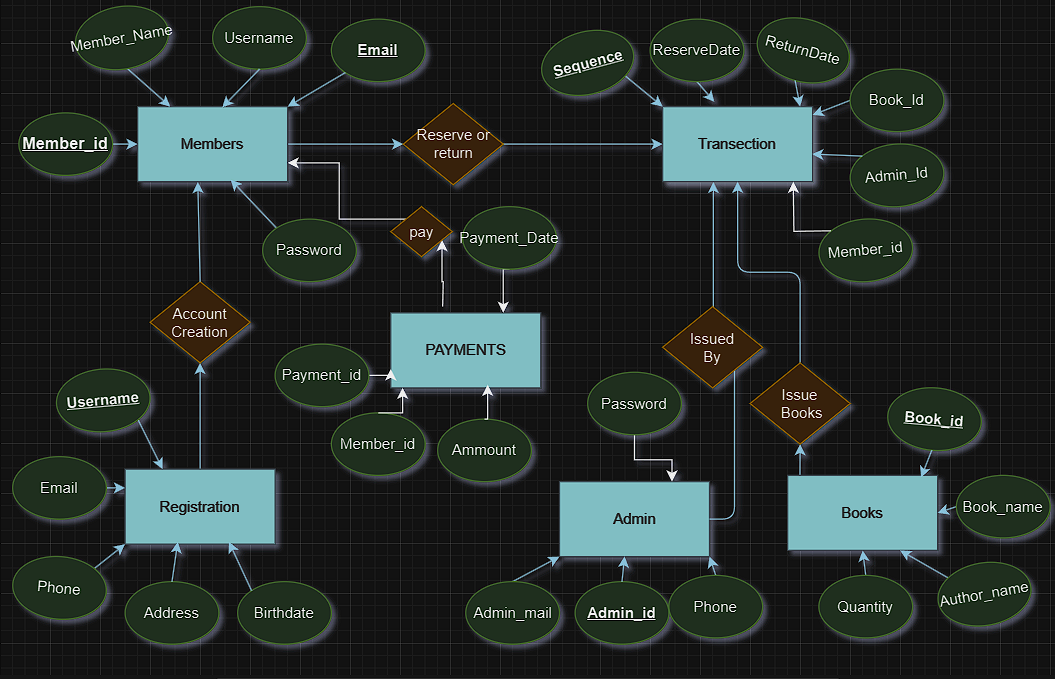 Member_Name
Username
Email
Sequence
ReserveDate
ReturnDate
Book_Id
Member_id
Members
Reserve or
return
Transection
Admin_Id
Password
pay
Payment_Date
Member_id
Account
Creation
PAYMENTS
Issued
By
Payment_id
Username
Password
Issue
Books
Book_id
Member_id
Ammount
Email
Registration
Admin
Books
Book_name
Phone
Address
Birthdate
Admin_mail
Admin_id
Phone
Quantity
Author_name